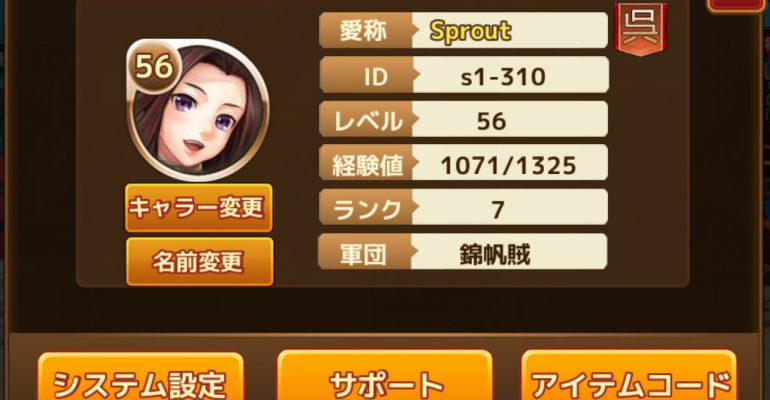 愛称 Sprout 呉
56
ID s1-310
レベル 56
経験値 1071/1325
キャラー変更
ランク 7
名前変更
軍団 錦帆賊
システム設定 サポート アイテムコード